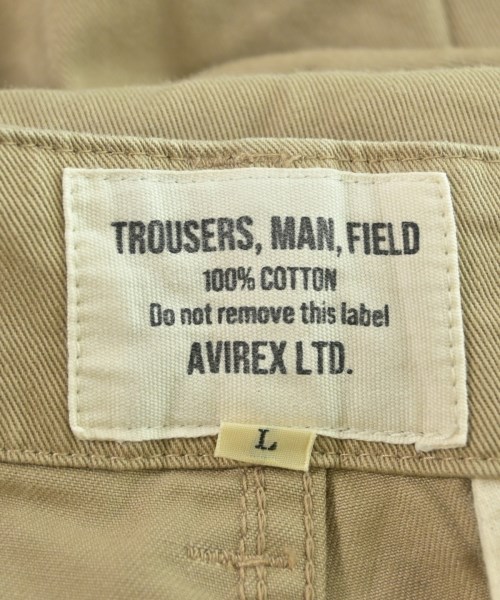 TROUSERS, MAN, FIELD
100% COTTON
Do not remove this label
AVIREX LTD.
L